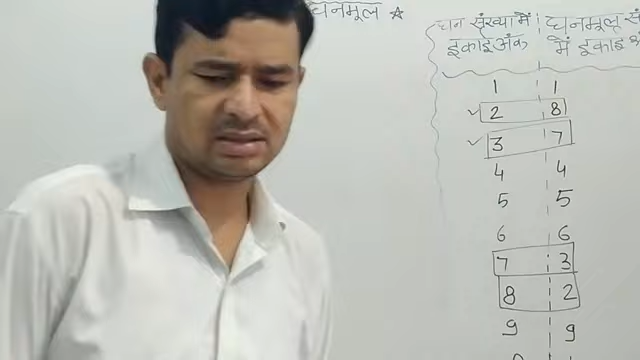 घनमूल ☆
घन संख्या में
इकाई अंक
घनमूल सं
में इकाई अं
1 1
2 8
3 7
4 4
5 5
6 6
7 3
8 2
9 9